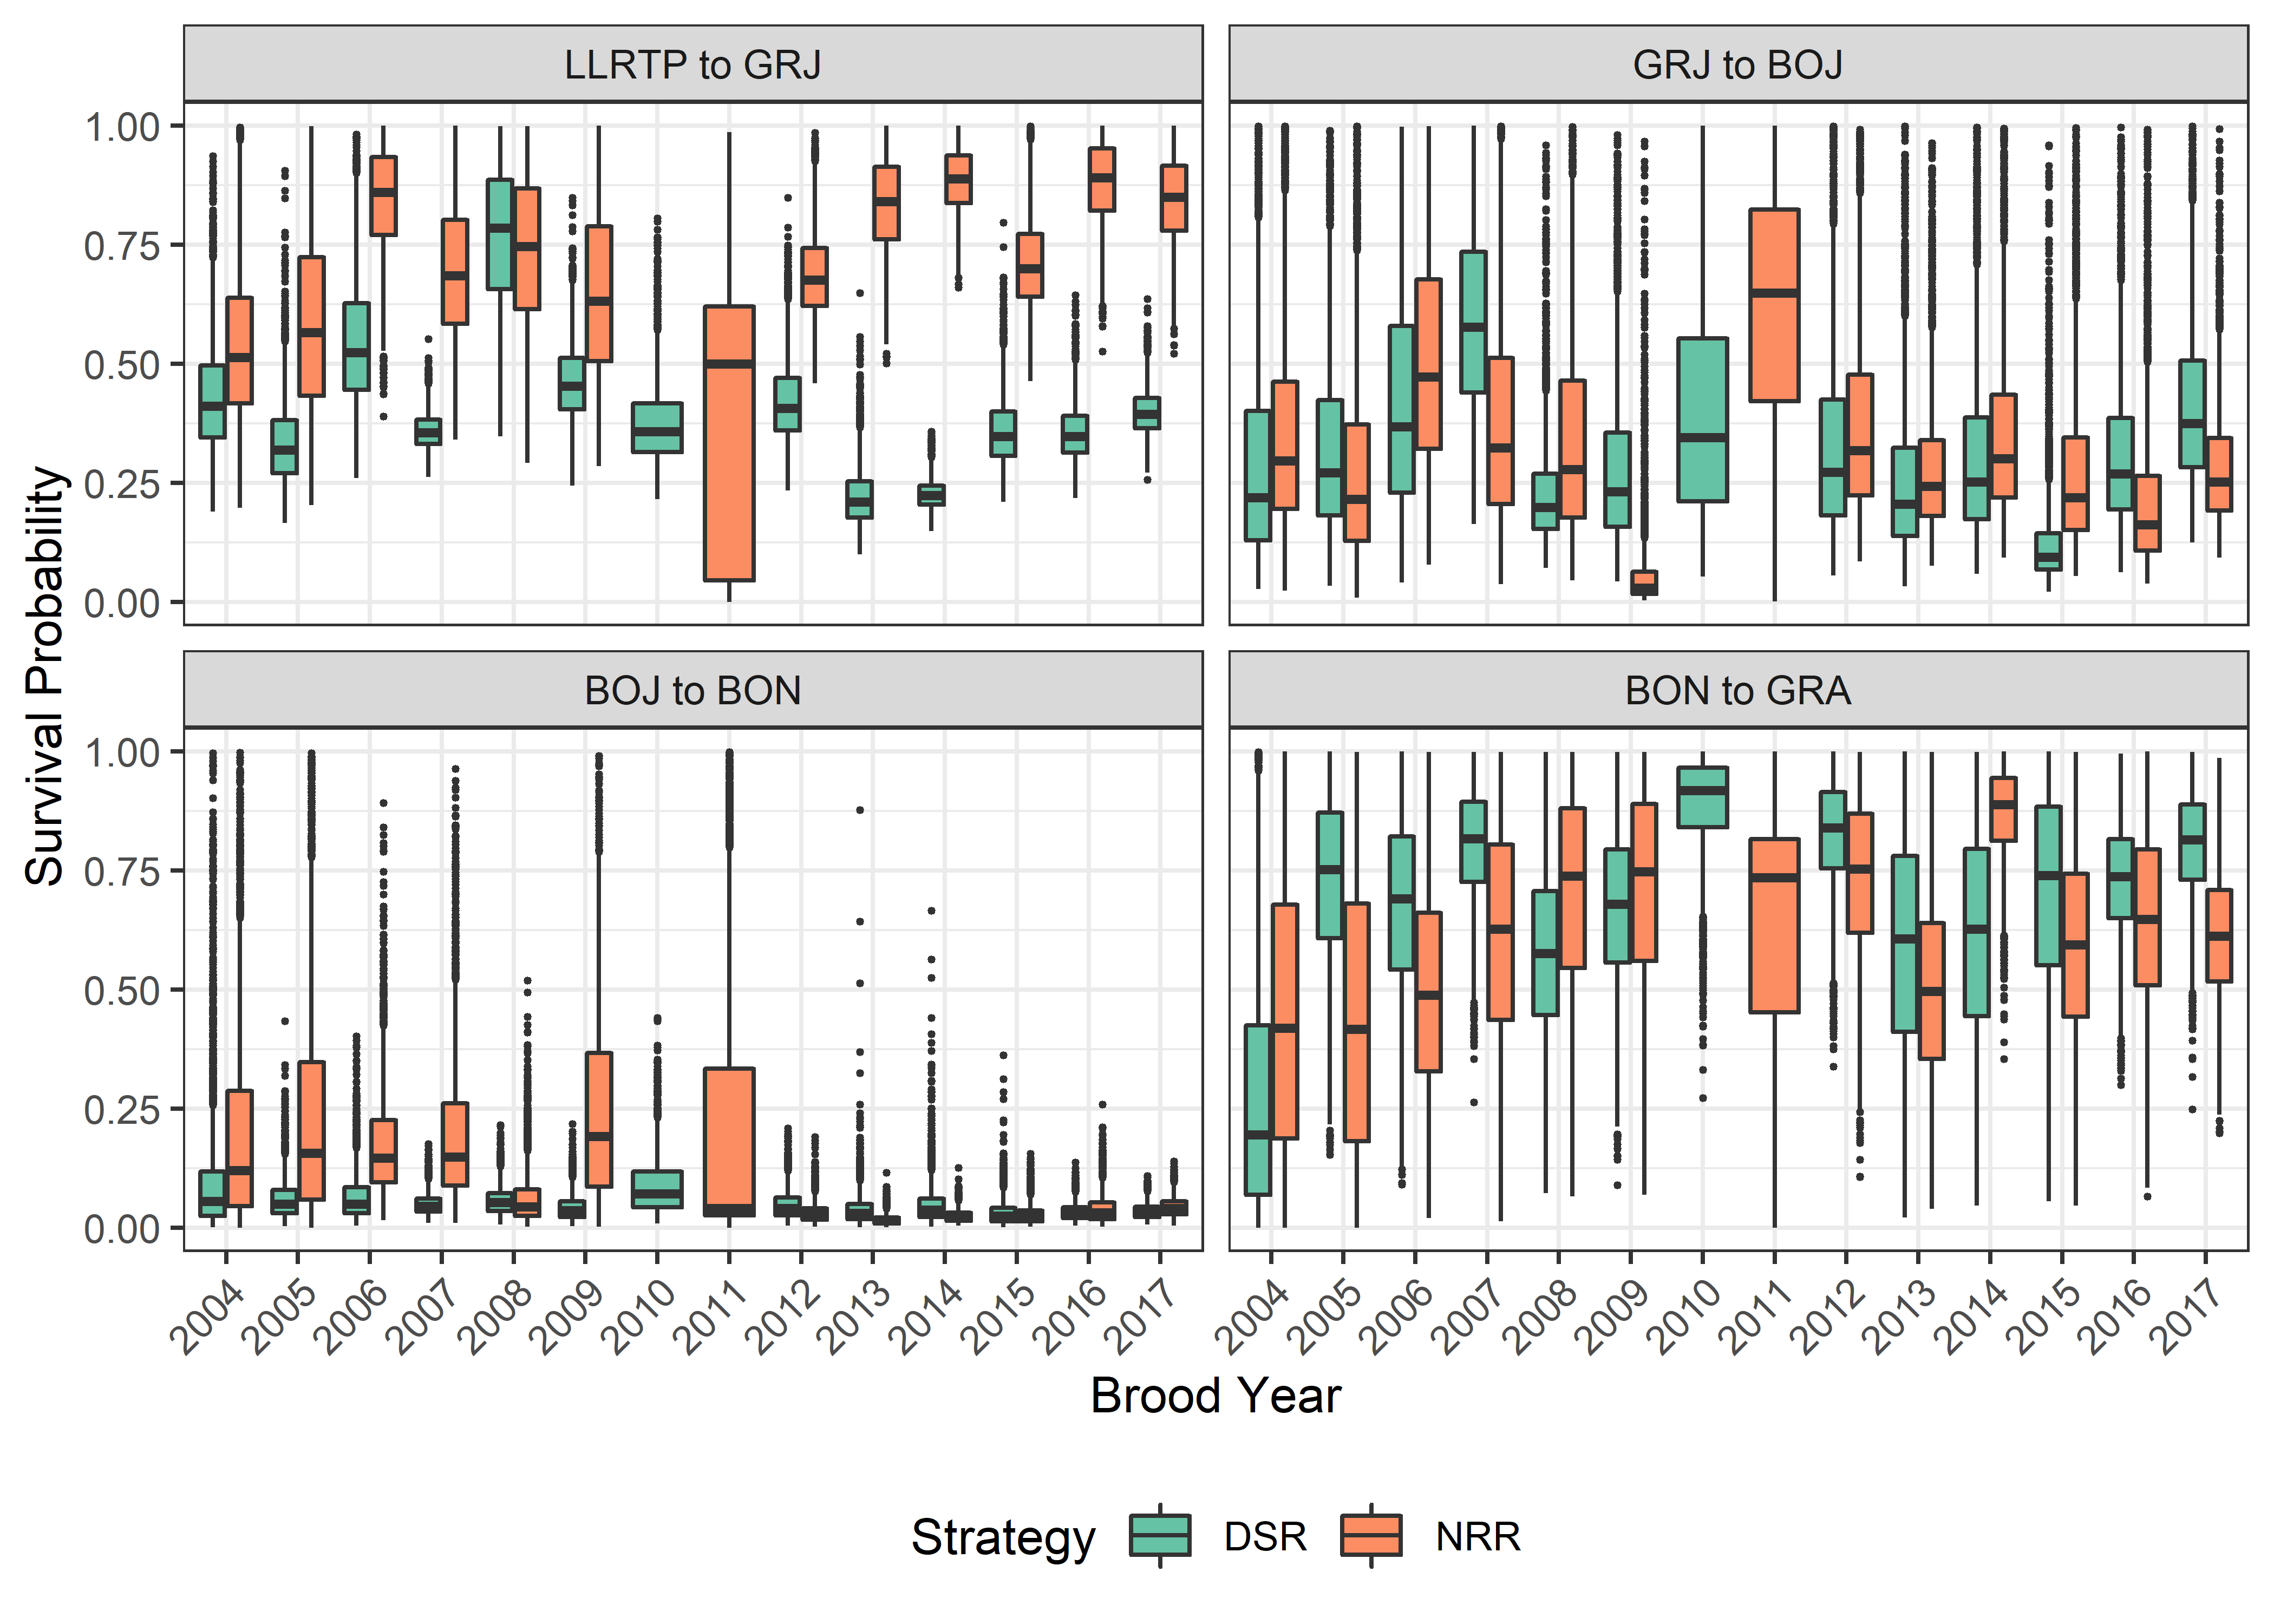 LLRTP to GRJ
GRJ to BOJ
1.00
0.75
0.50
0.25
0.00
BOJ to BON
BON to GRA
1.00
0.75
0.50
0.25
0.00
Survival Probability
2004 2005 2006 2007 2008 2009 2010 2011 2012 2013 2014 2015 2016 2017
2004 2005 2006 2007 2008 2009 2010 2011 2012 2013 2014 2015 2016 2017
Brood Year
Strategy DSR NRR